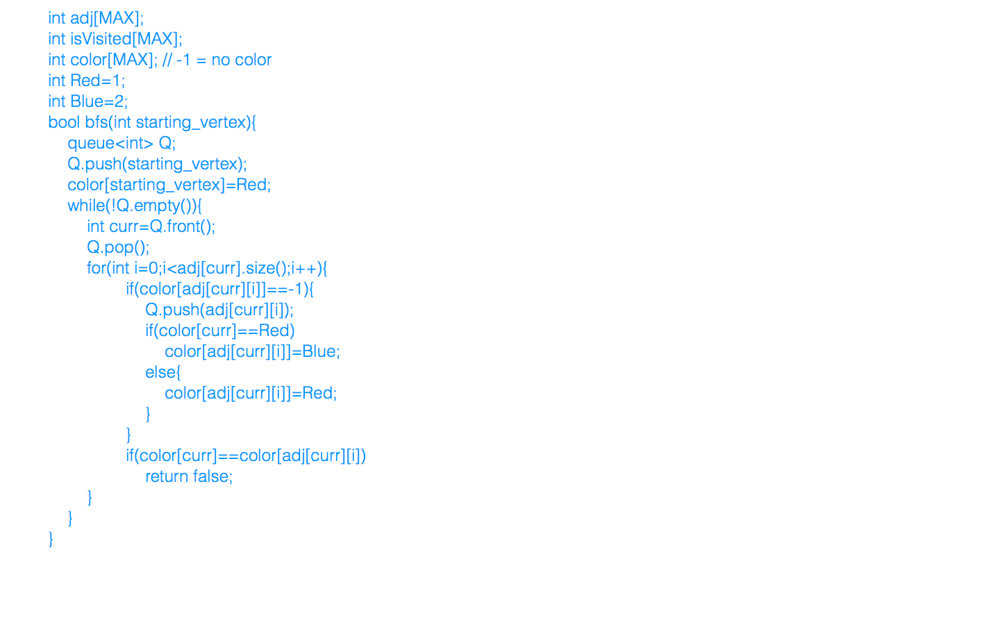 int adj[MAX];
int isVisited[MAX];
int color[MAX]; // -1 = no color
int Red=1;
int Blue=2;
bool bfs(int starting_vertex){
queue<int> Q;
Q.push(starting_vertex);
color[starting_vertex]=Red;
while(!Q.empty()){
int curr=Q.front();
Q.pop();
for(int i=0;i<adj[curr].size();i++){
if(color[adj[curr][i]]==-1){
Q.push(adj[curr][i]);
if(color[curr]==Red)
color[adj[curr][i]]=Blue;
else{
color[adj[curr][i]]=Red;
}
}
if(color[curr]==color[adj[curr][i])
return false;
}
}
}